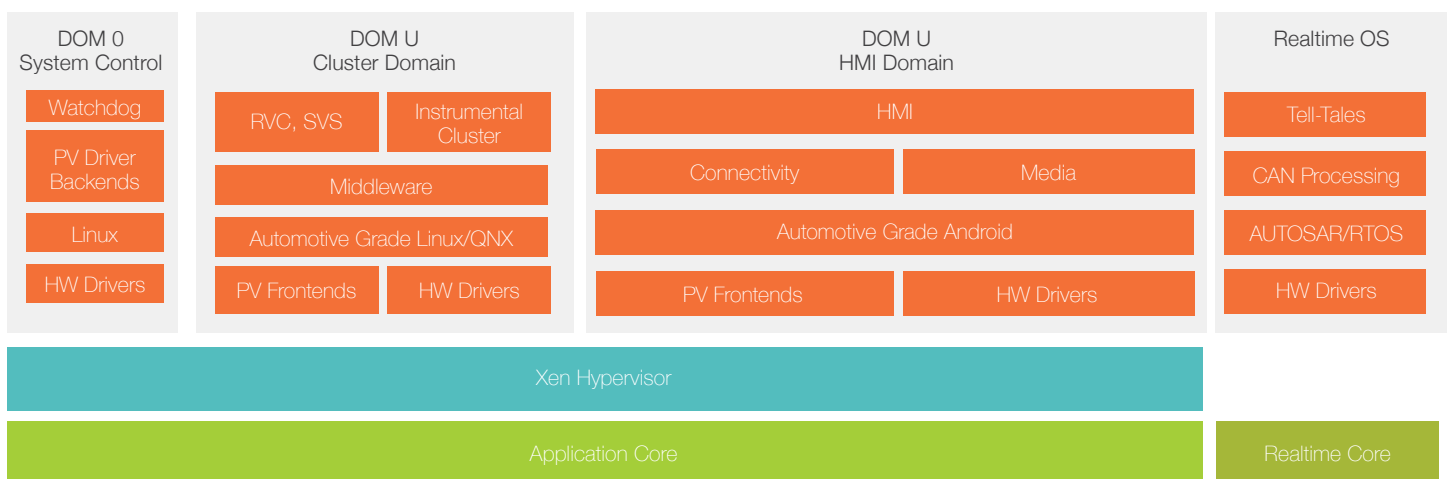 DOM 0
System Control
Watchdog
PV Driver
Backends
Linux
HW Drivers
DOM U
Cluster Domain
RVC, SVS
Instrumental
Cluster
Middleware
Automotive Grade Linux/QNX
PV Frontends
HW Drivers
DOM U
HMI Domain
HMI
Connectivity
Media
Automotive Grade Android
PV Frontends
HW Drivers
Realtime OS
Tell-Tales
CAN Processing
AUTOSAR/RTOS
HW Drivers
Xen Hypervisor
Application Core
Realtime Core